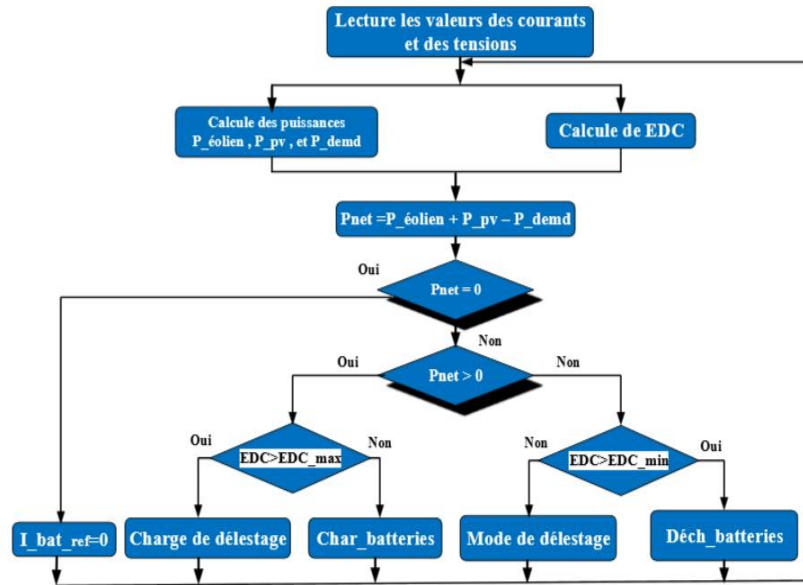 Lecture les valeurs des courants
et des tensions
Calcule des puissances
P_éolien , P_pv , et P_demd
Calcule de EDC
Pnet =P_éolien + P_pv – P_demd
Oui
Pnet = 0
Non
Oui
Pnet > 0
Non
Oui
EDC>EDC_max
Non
Non
EDC>EDC_min
Oui
I_bat_ref=0
Charge de délestage
Char_batteries
Mode de délestage
Déch_batteries